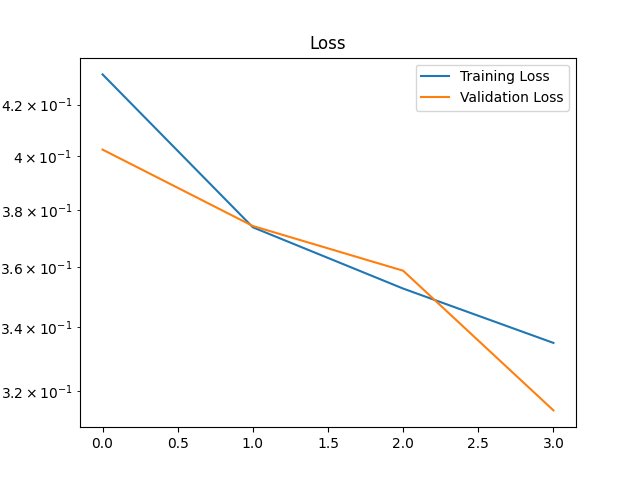 Loss
Training Loss
Validation Loss
4.2 × 10⁻¹
4 × 10⁻¹
3.8 × 10⁻¹
3.6 × 10⁻¹
3.4 × 10⁻¹
3.2 × 10⁻¹
0.0 0.5 1.0 1.5 2.0 2.5 3.0